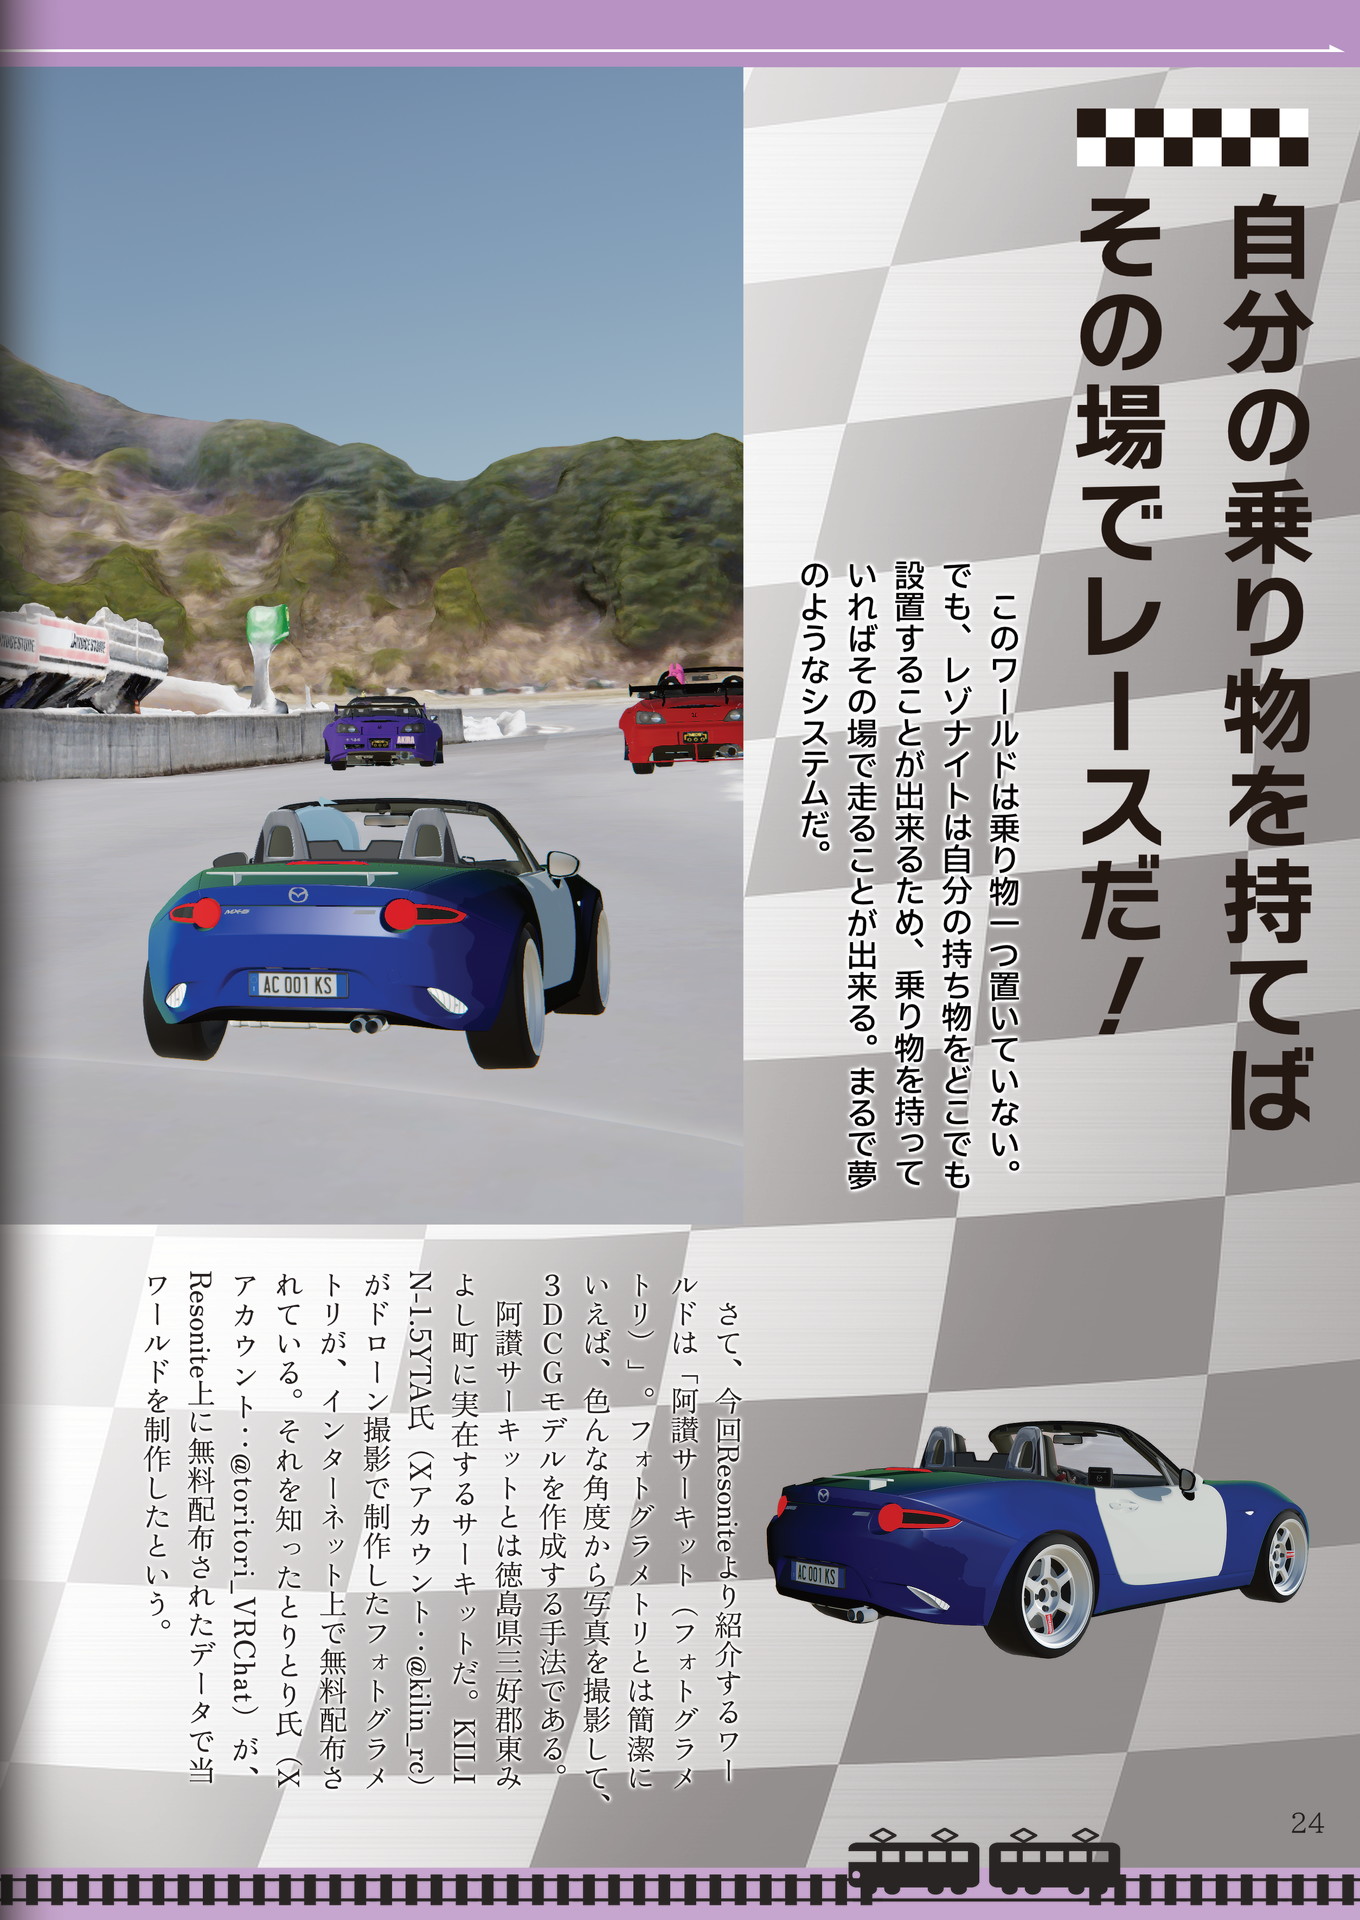 自分の乗り物を持てば
その場でレースだ！
このワールドは乗り物一つ置いていない。
でも、レゾナイトは自分の持ち物をどこでも
設置することが出来るため、乗り物を持って
いればその場で走ることが出来る。まるで夢
のようなシステムだ。
BRIDGESTONE
AKIRA
MX-5
AC 001 KS
さて、今回Resoniteより紹介するワー
ルドは「阿讃サーキット（フォトグラメ
トリ）」。フォトグラメトリとは簡潔に
いえば、色んな角度から写真を撮影して、
3DCGモデルを作成する手法である。
阿讃サーキットとは徳島県三好郡東み
よし町に実在するサーキットだ。KILI
N-1.5YTA氏（Xアカウント：@kilin_rc）
がドローン撮影で制作したフォトグラメ
トリが、インターネット上で無料配布さ
れている。それを知ったとりとり氏（X
アカウント：@toritori_VRChat）が、
Resonite上に無料配布されたデータで当
ワールドを制作したという。
AC 001 KS
24